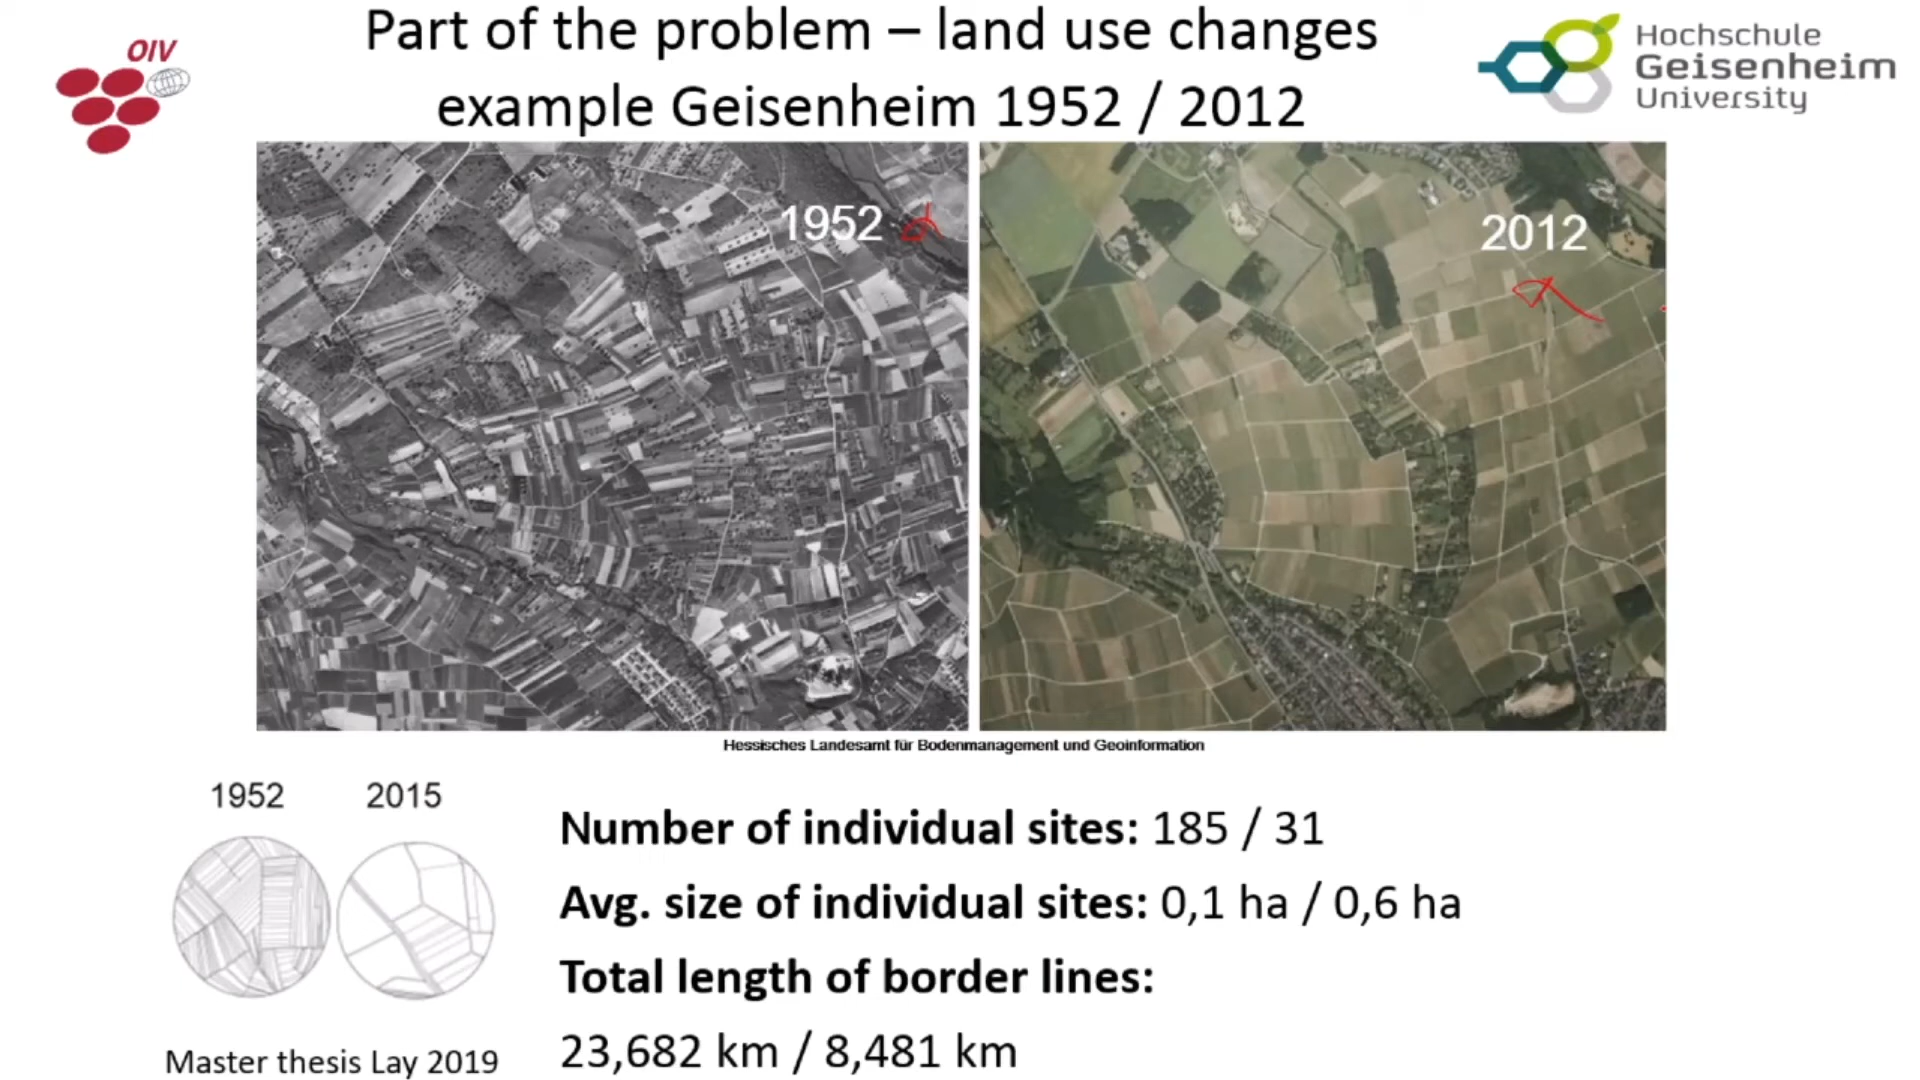 Part of the problem – land use changes
example Geisenheim 1952 / 2012
OIV
Hochschule
Geisenheim
University
1952
2012
Hessisches Landesamt für Bodenmanagement und Geoinformation
1952
2015
Master thesis Lay 2019
Number of individual sites: 185 / 31
Avg. size of individual sites: 0,1 ha / 0,6 ha
Total length of border lines:
23,682 km / 8,481 km